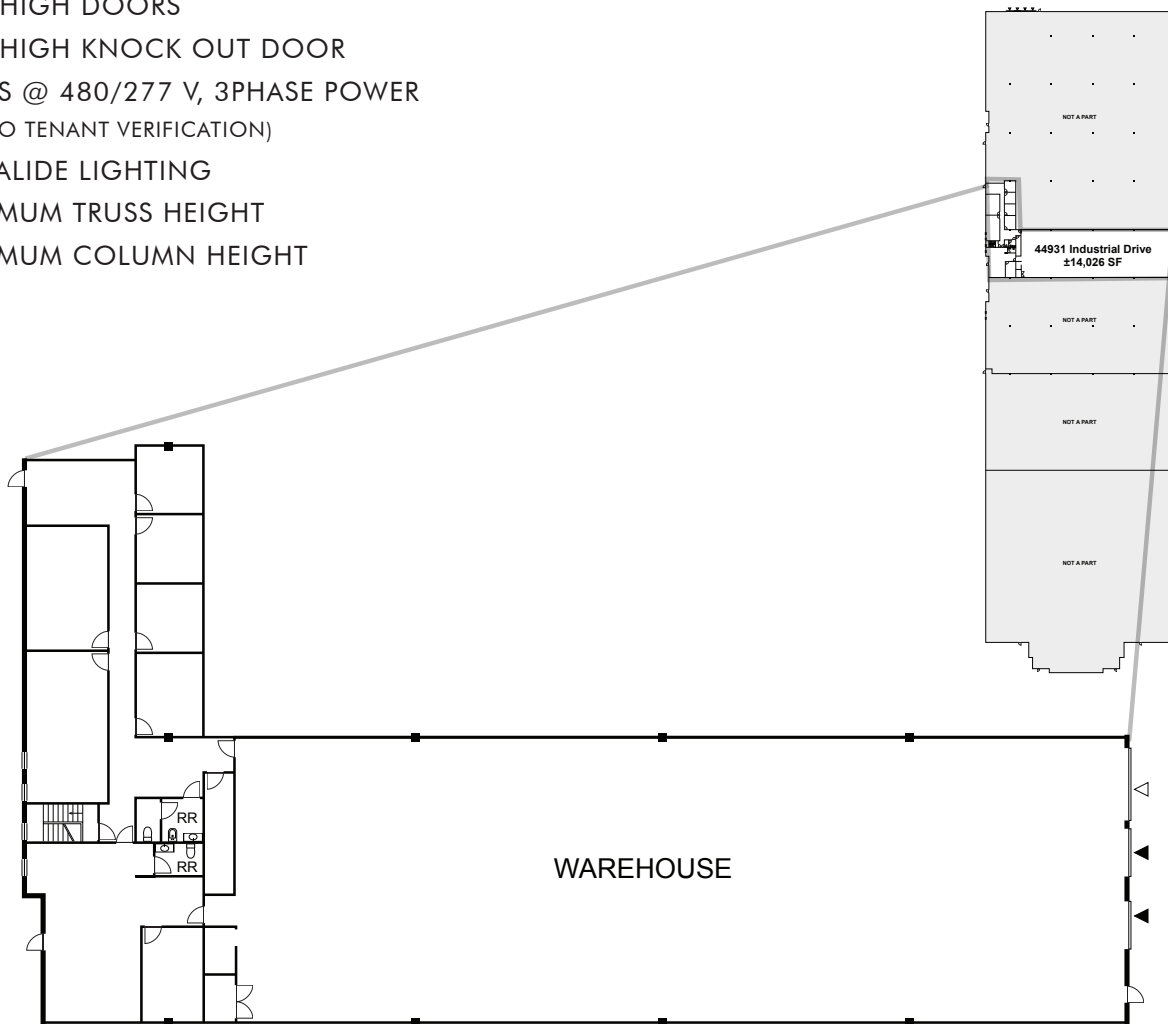 HIGH DOORS
HIGH KNOCK OUT DOOR
S @ 480/277 V, 3PHASE POWER
O TENANT VERIFICATION)
ALIDE LIGHTING
MUM TRUSS HEIGHT
MUM COLUMN HEIGHT
NOT A PART
44931 Industrial Drive
±14,026 SF
NOT A PART
NOT A PART
NOT A PART
RR
RR
WAREHOUSE